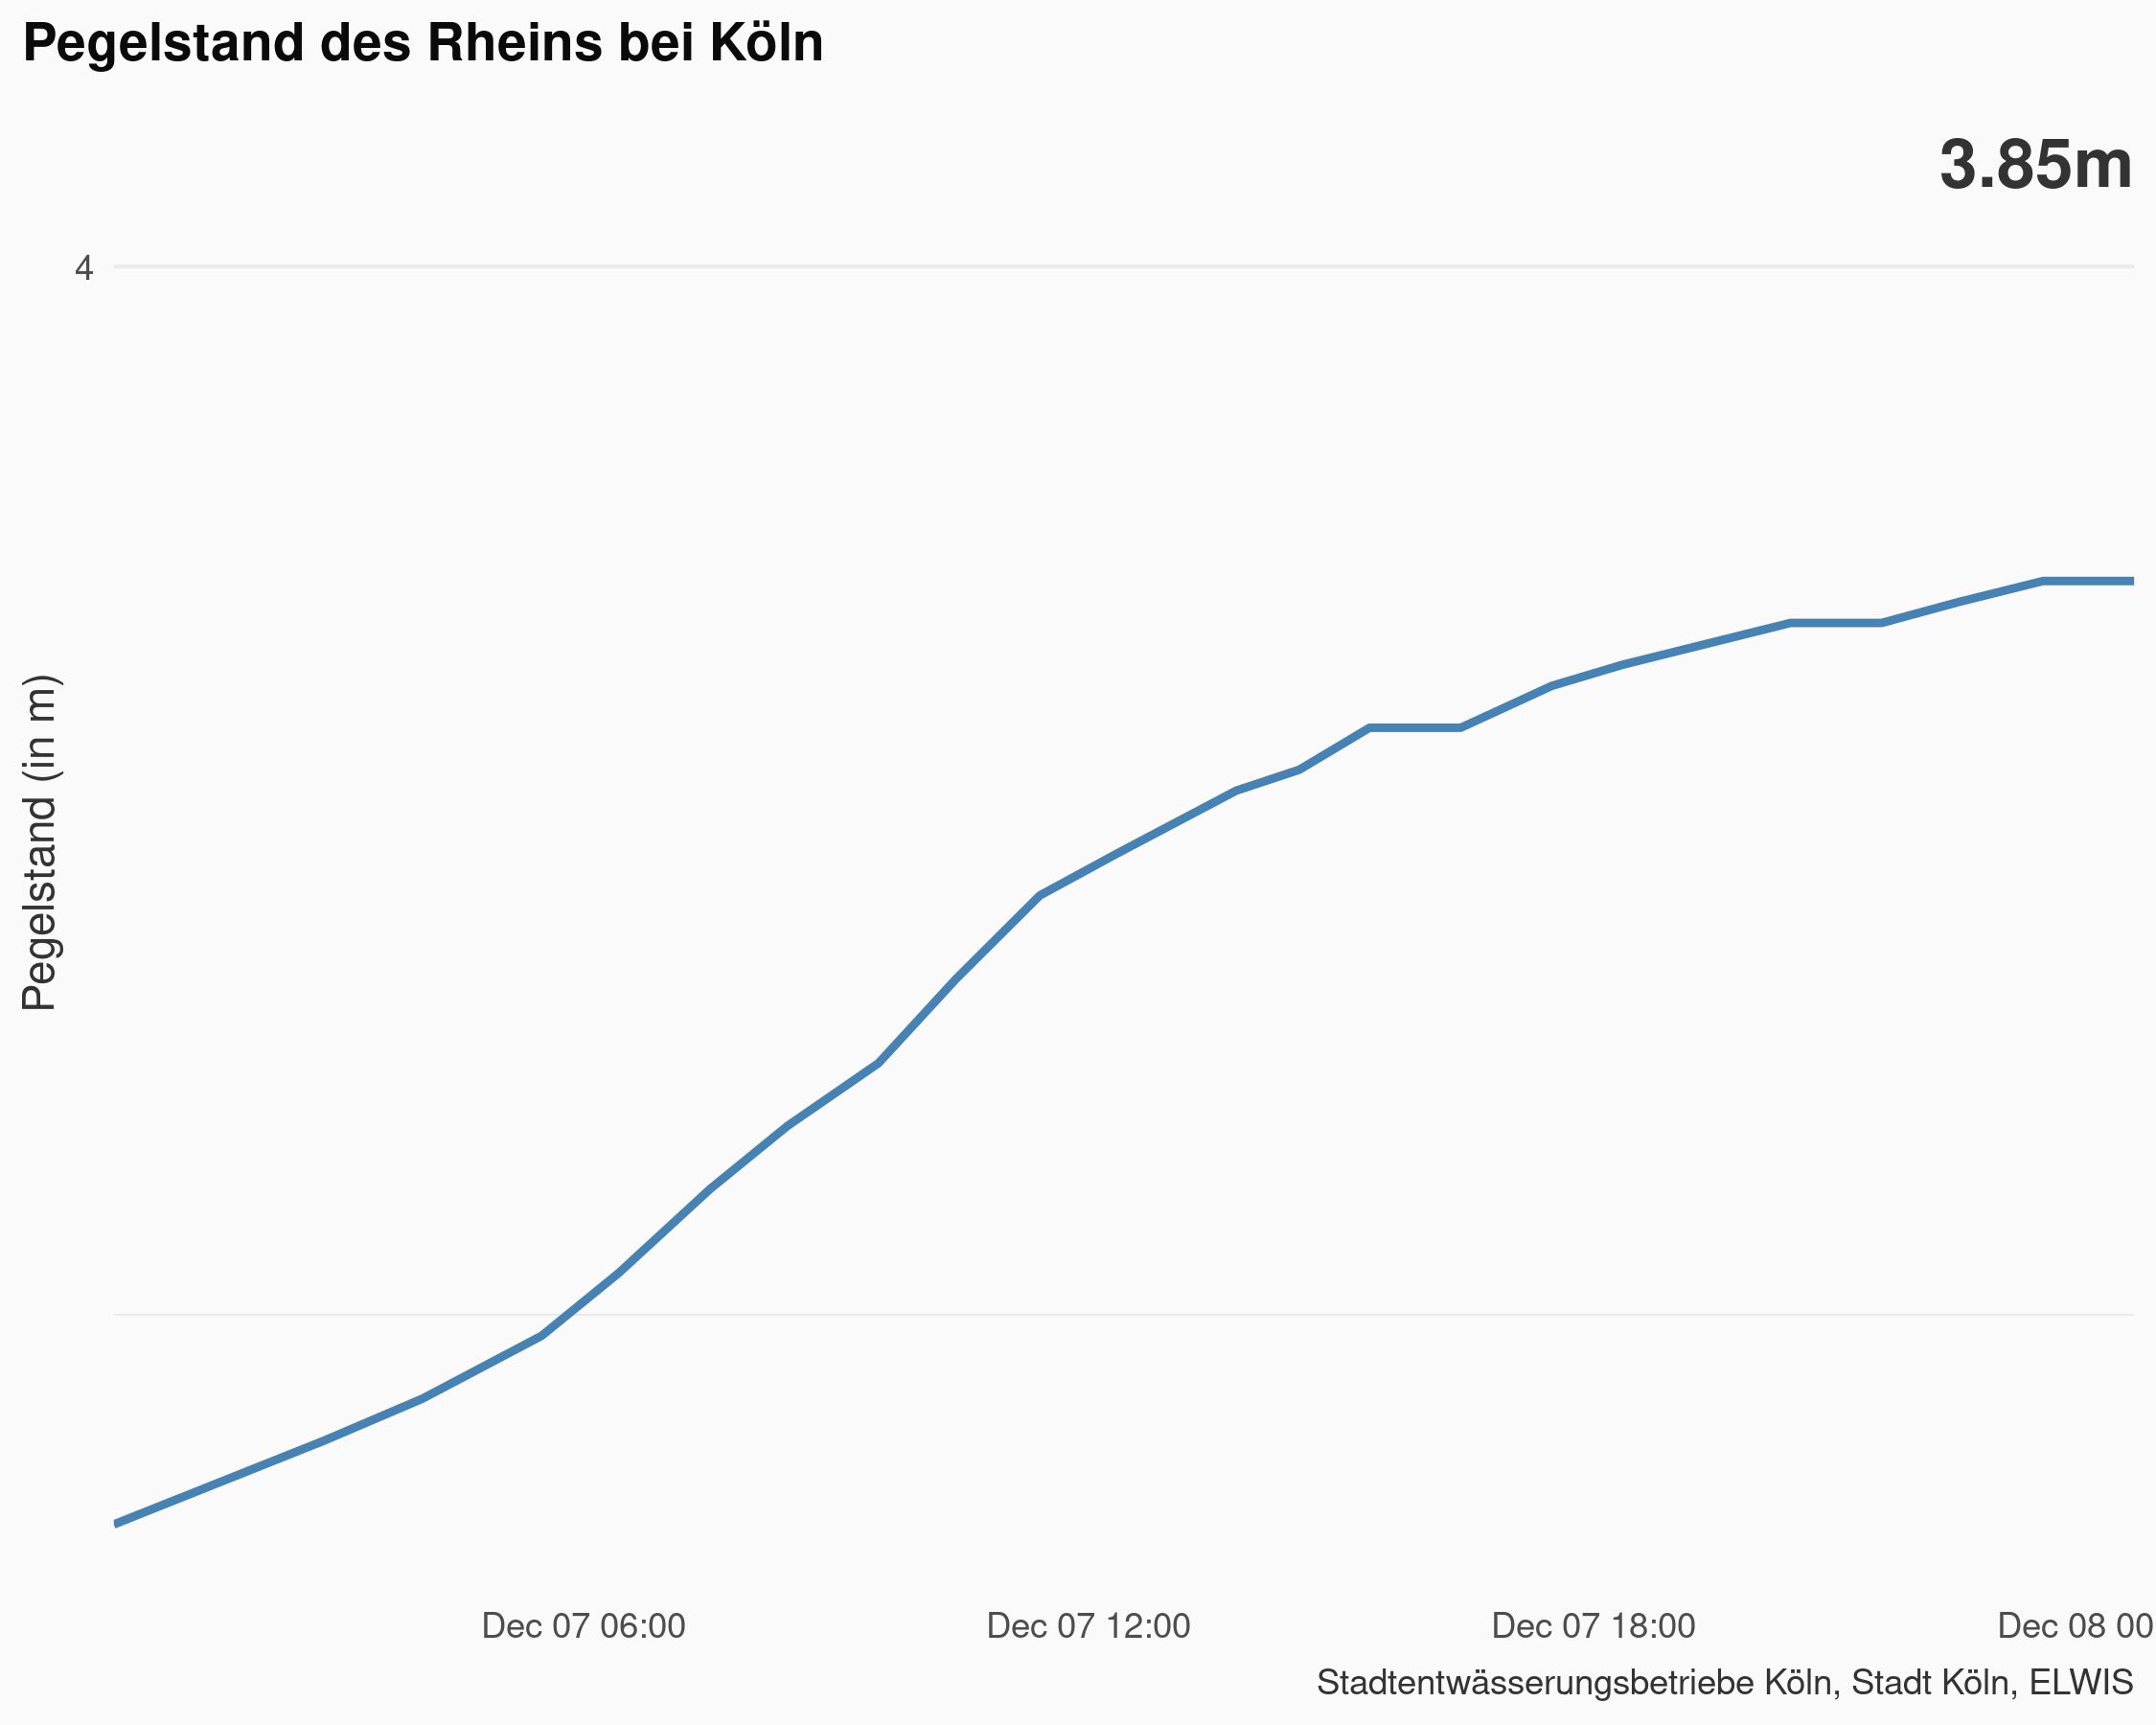 Pegelstand des Rheins bei Köln
3.85m
4
Pegelstand (in m)
Dec 07 06:00
Dec 07 12:00
Dec 07 18:00
Dec 08 00
Stadtentwässerungsbetriebe Köln, Stadt Köln, ELWIS